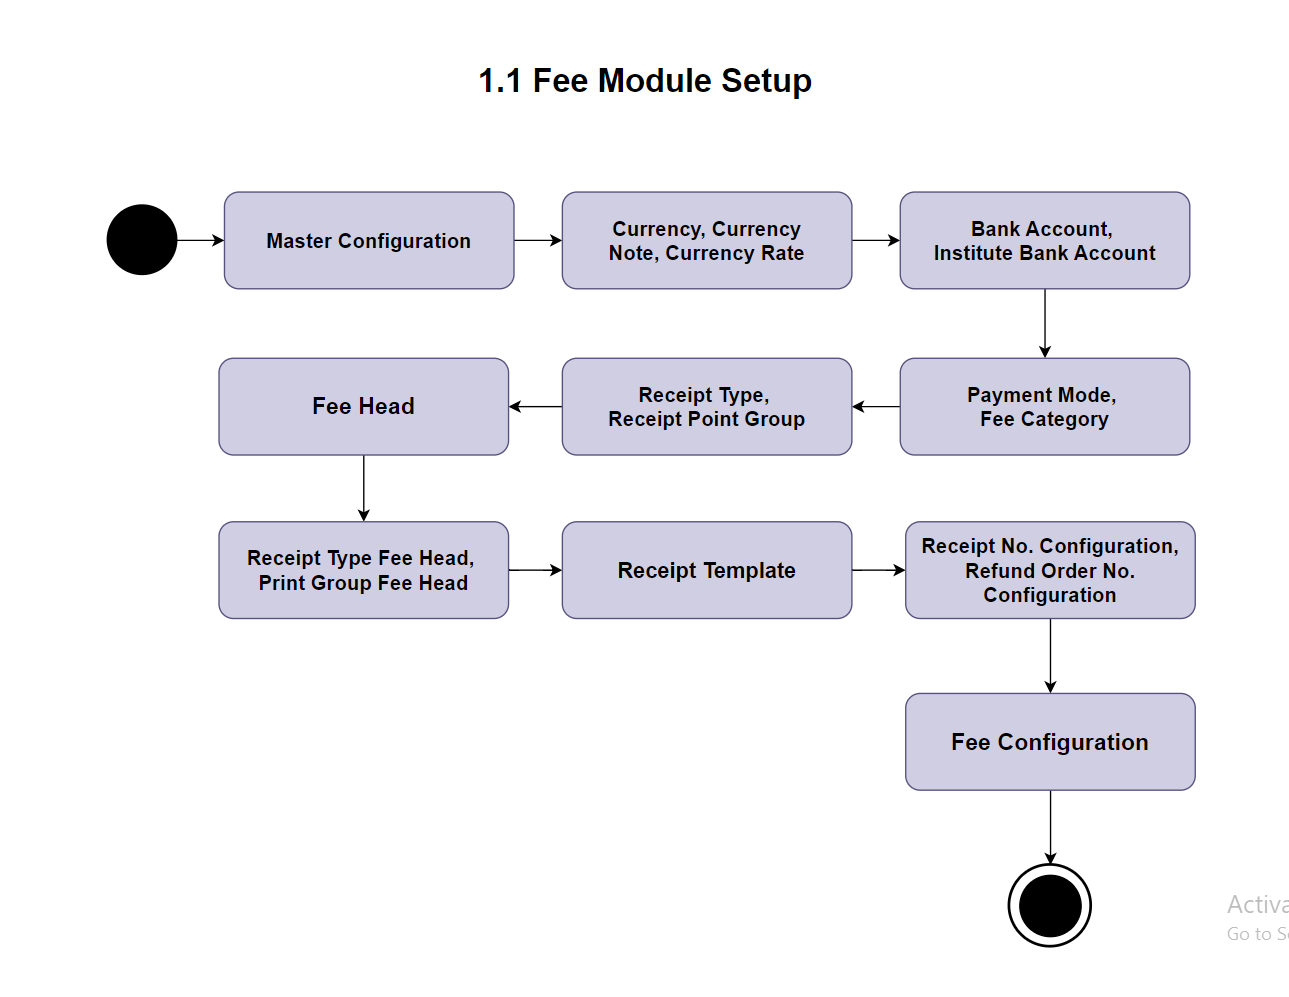 1.1 Fee Module Setup
Master Configuration
Currency, Currency
Note, Currency Rate
Bank Account,
Institute Bank Account
Fee Head
Receipt Type,
Receipt Point Group
Payment Mode,
Fee Category
Receipt Type Fee Head,
Print Group Fee Head
Receipt Template
Receipt No. Configuration,
Refund Order No.
Configuration
Fee Configuration
Go to